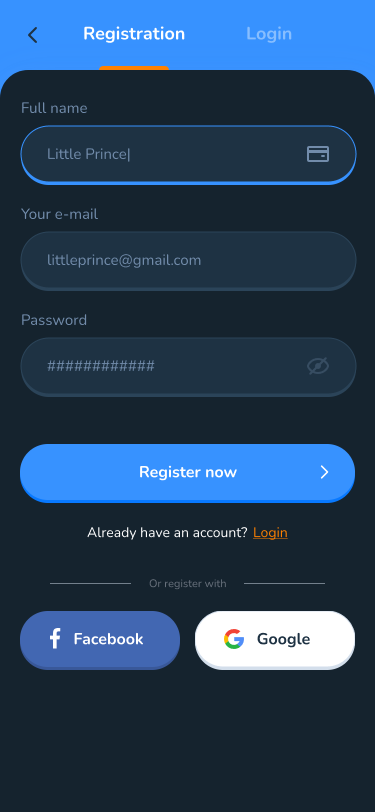 Registration Login
Full name
Little Prince|
Your e-mail
littleprince@gmail.com
Password
############
Register now
Already have an account? Login
Or register with
Facebook Google